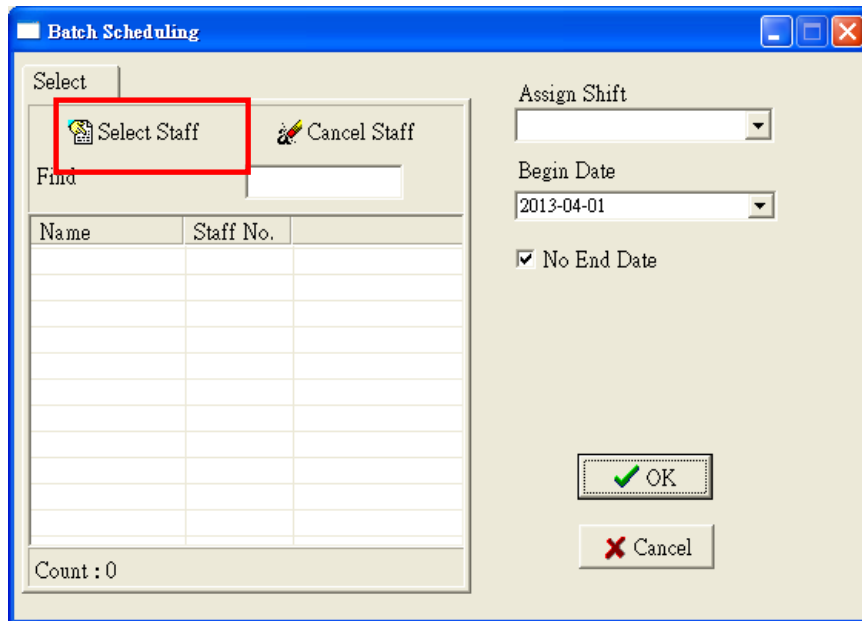 Batch Scheduling
Select
Select Staff
Cancel Staff
Find
Name Staff No.
Count : 0
Assign Shift
Begin Date
2013-04-01
No End Date
OK
Cancel